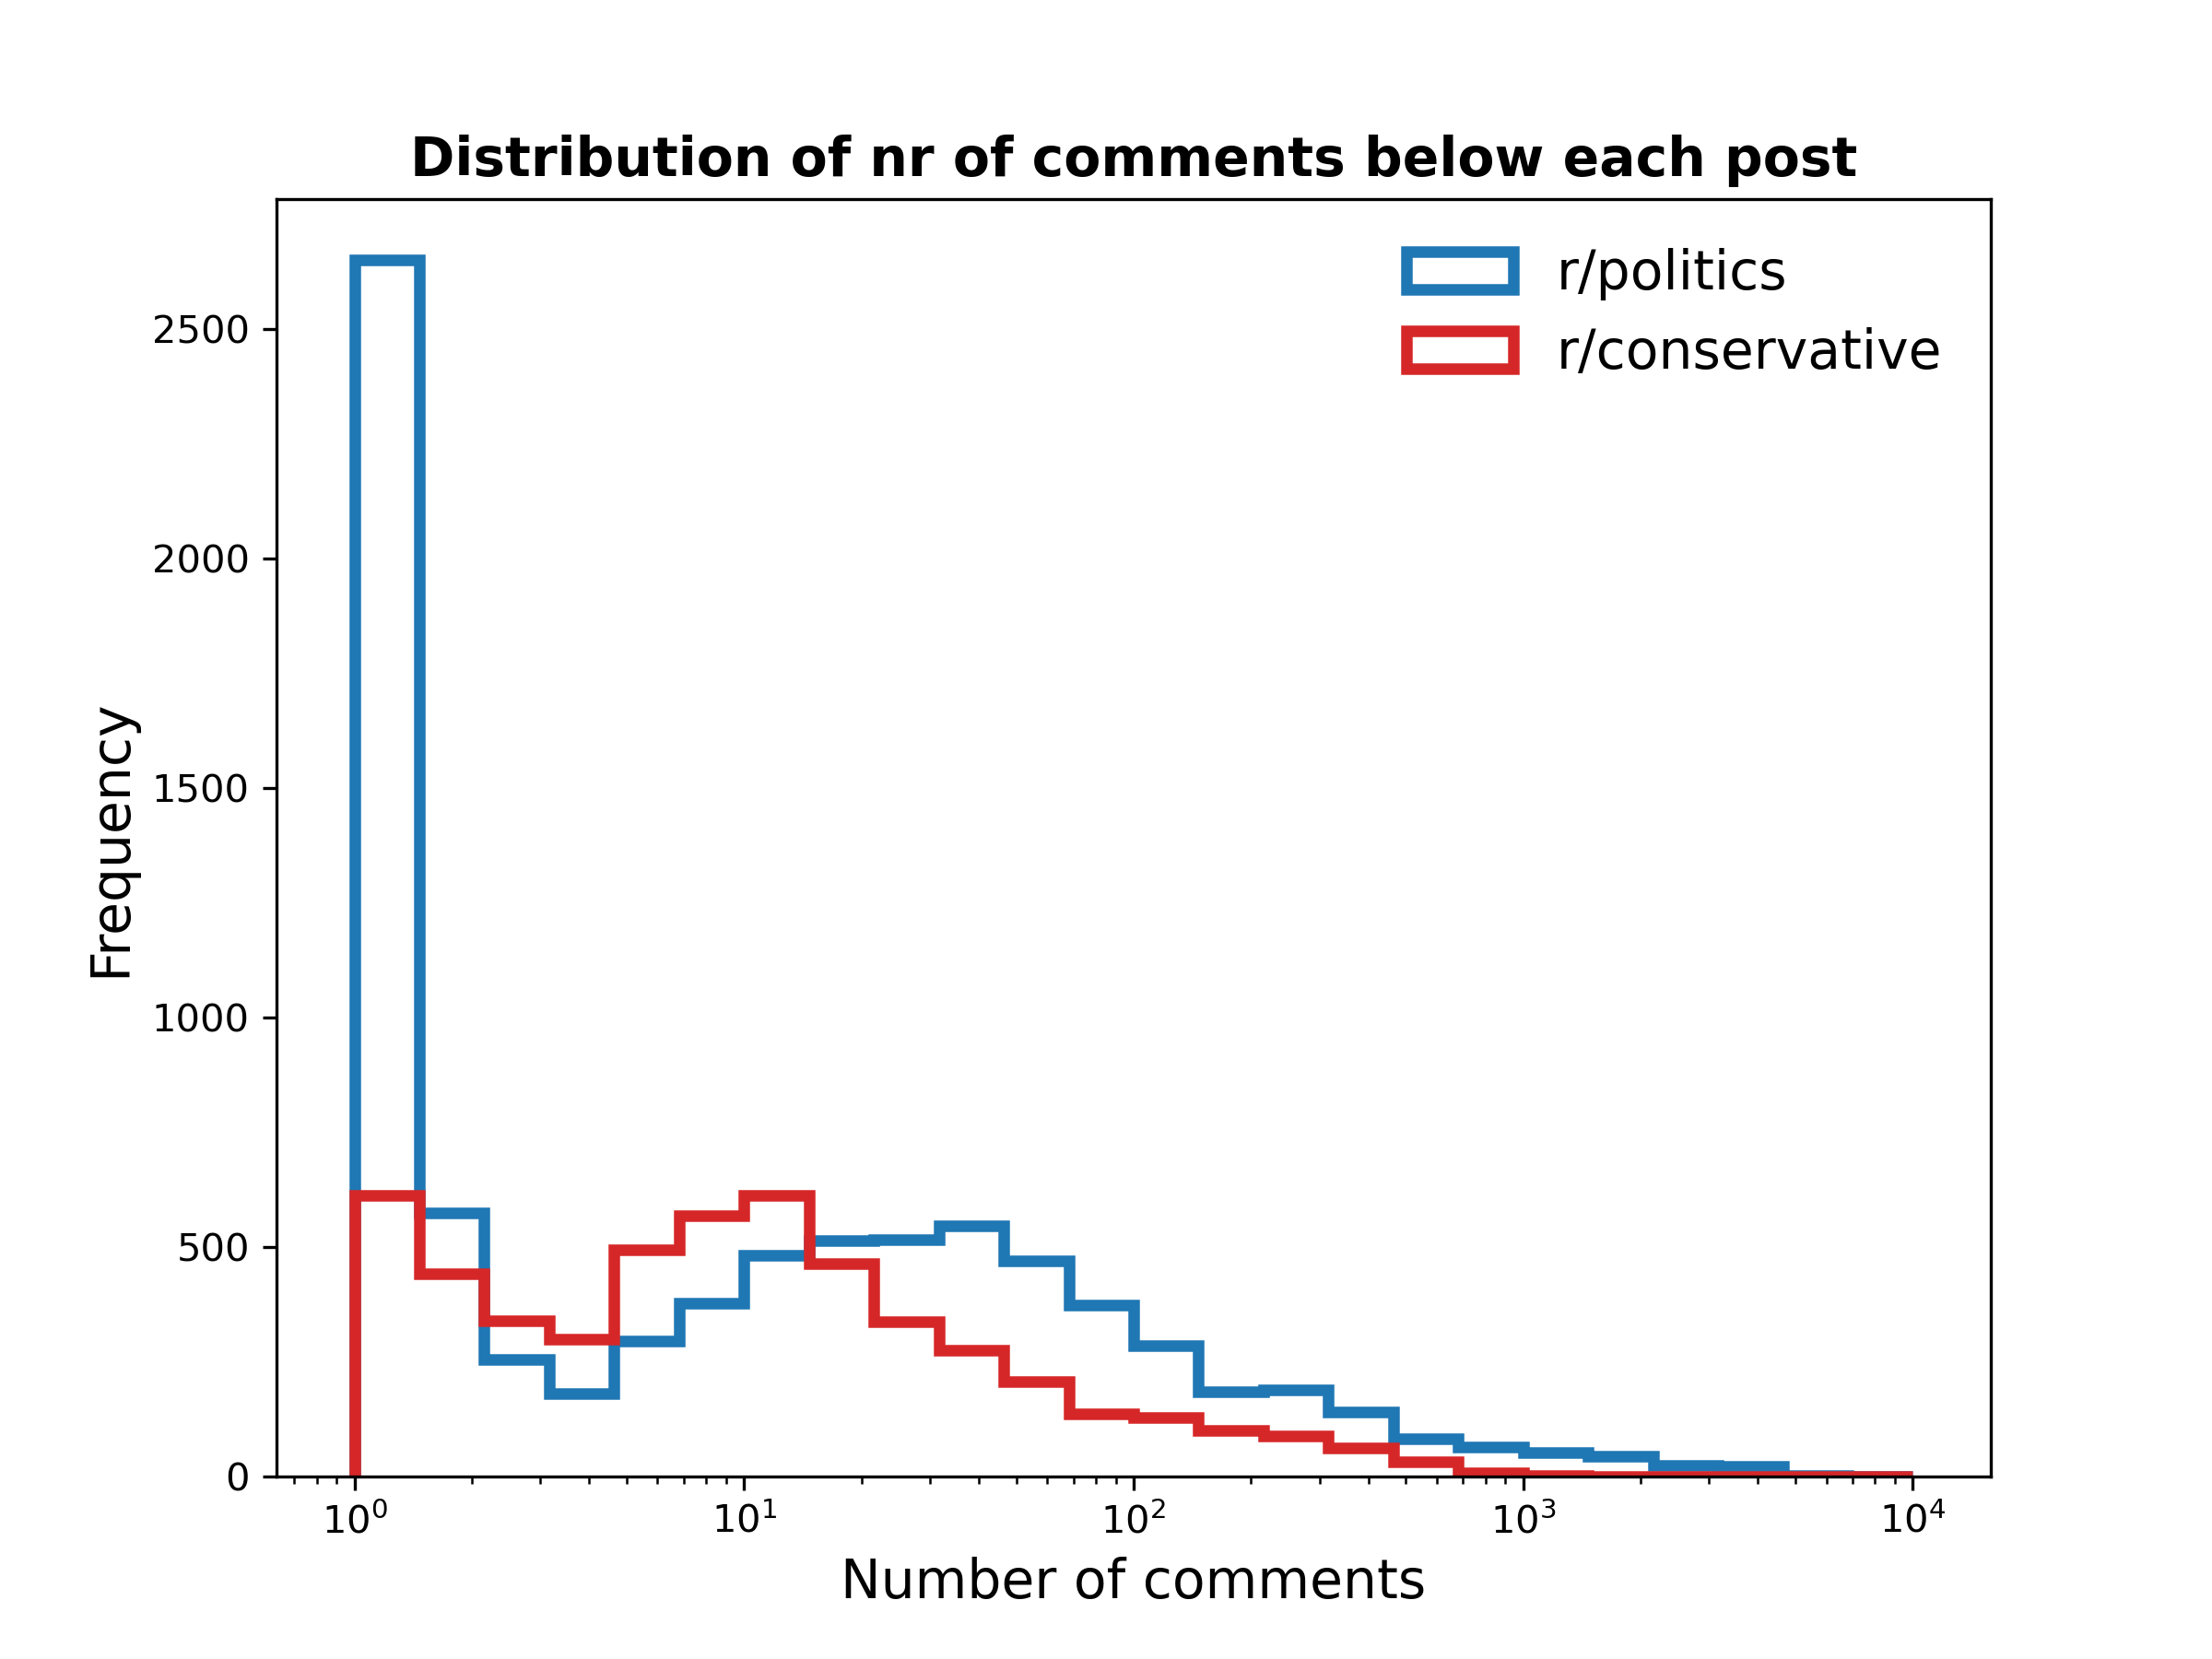 Distribution of nr of comments below each post
r/politics
r/conservative
2500
2000
1500
1000
500
0
Frequency
10⁰ 10¹ 10² 10³ 10⁴
Number of comments